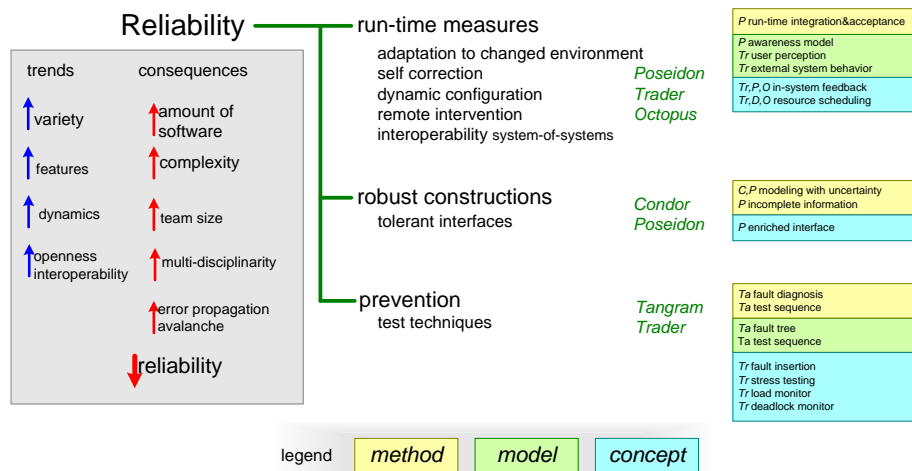 Reliability
trends
consequences
variety
amount of
software
features
complexity
dynamics
team size
openness
interoperability
multi-disciplinarity
error propagation
avalanche
reliability
run-time measures
adaptation to changed environment
self correction
dynamic configuration
remote intervention
interoperability system-of-systems
Poseidon
Trader
Octopus
P run-time integration&acceptance
P awareness model
Tr user perception
Tr external system behavior
Tr,P,O in-system feedback
Tr,D,O resource scheduling
robust constructions
tolerant interfaces
Condor
Poseidon
C,P modeling with uncertainty
P incomplete information
P enriched interface
prevention
test techniques
Tangram
Trader
Ta fault diagnosis
Ta test sequence
Ta fault tree
Ta test sequence
Tr fault insertion
Tr stress testing
Tr load monitor
Tr deadlock monitor
legend
method
model
concept